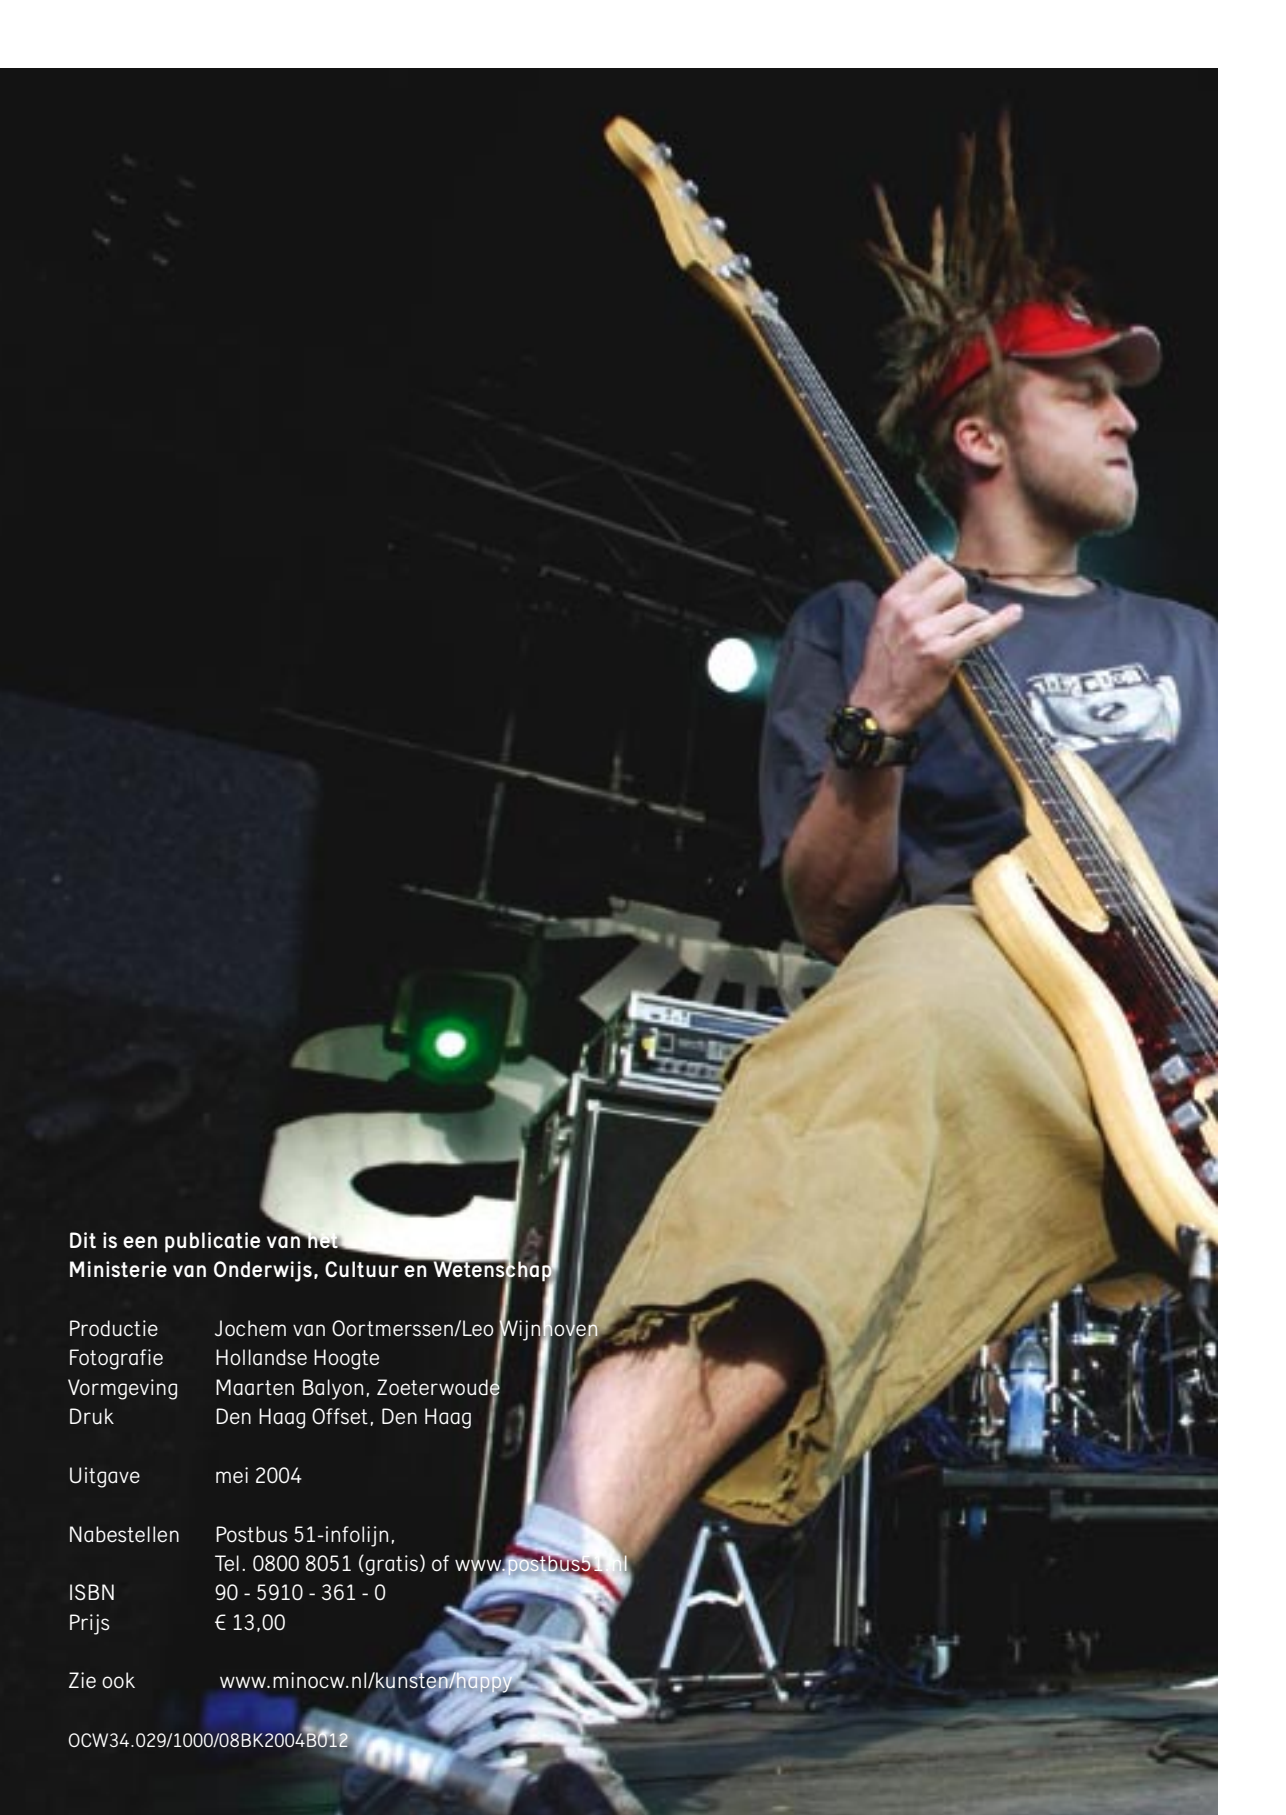 Dit is een publicatie van het
Ministerie van Onderwijs, Cultuur en Wetenschap
Productie Jochem van Oortmerssen/Leo Wijnhoven
Fotografie Hollandse Hoogte
Vormgeving Maarten Balyon, Zoeterwoude
Druk Den Haag Offset, Den Haag
Uitgave mei 2004
Nabestellen Postbus 51-infolijn,
Tel. 0800 8051 (gratis) of www.postbus51.nl
ISBN 90 - 5910 - 361 - 0
Prijs € 13,00
Zie ook www.minocw.nl/kunsten/happy
OCW34.029/1000/08BK2004B012